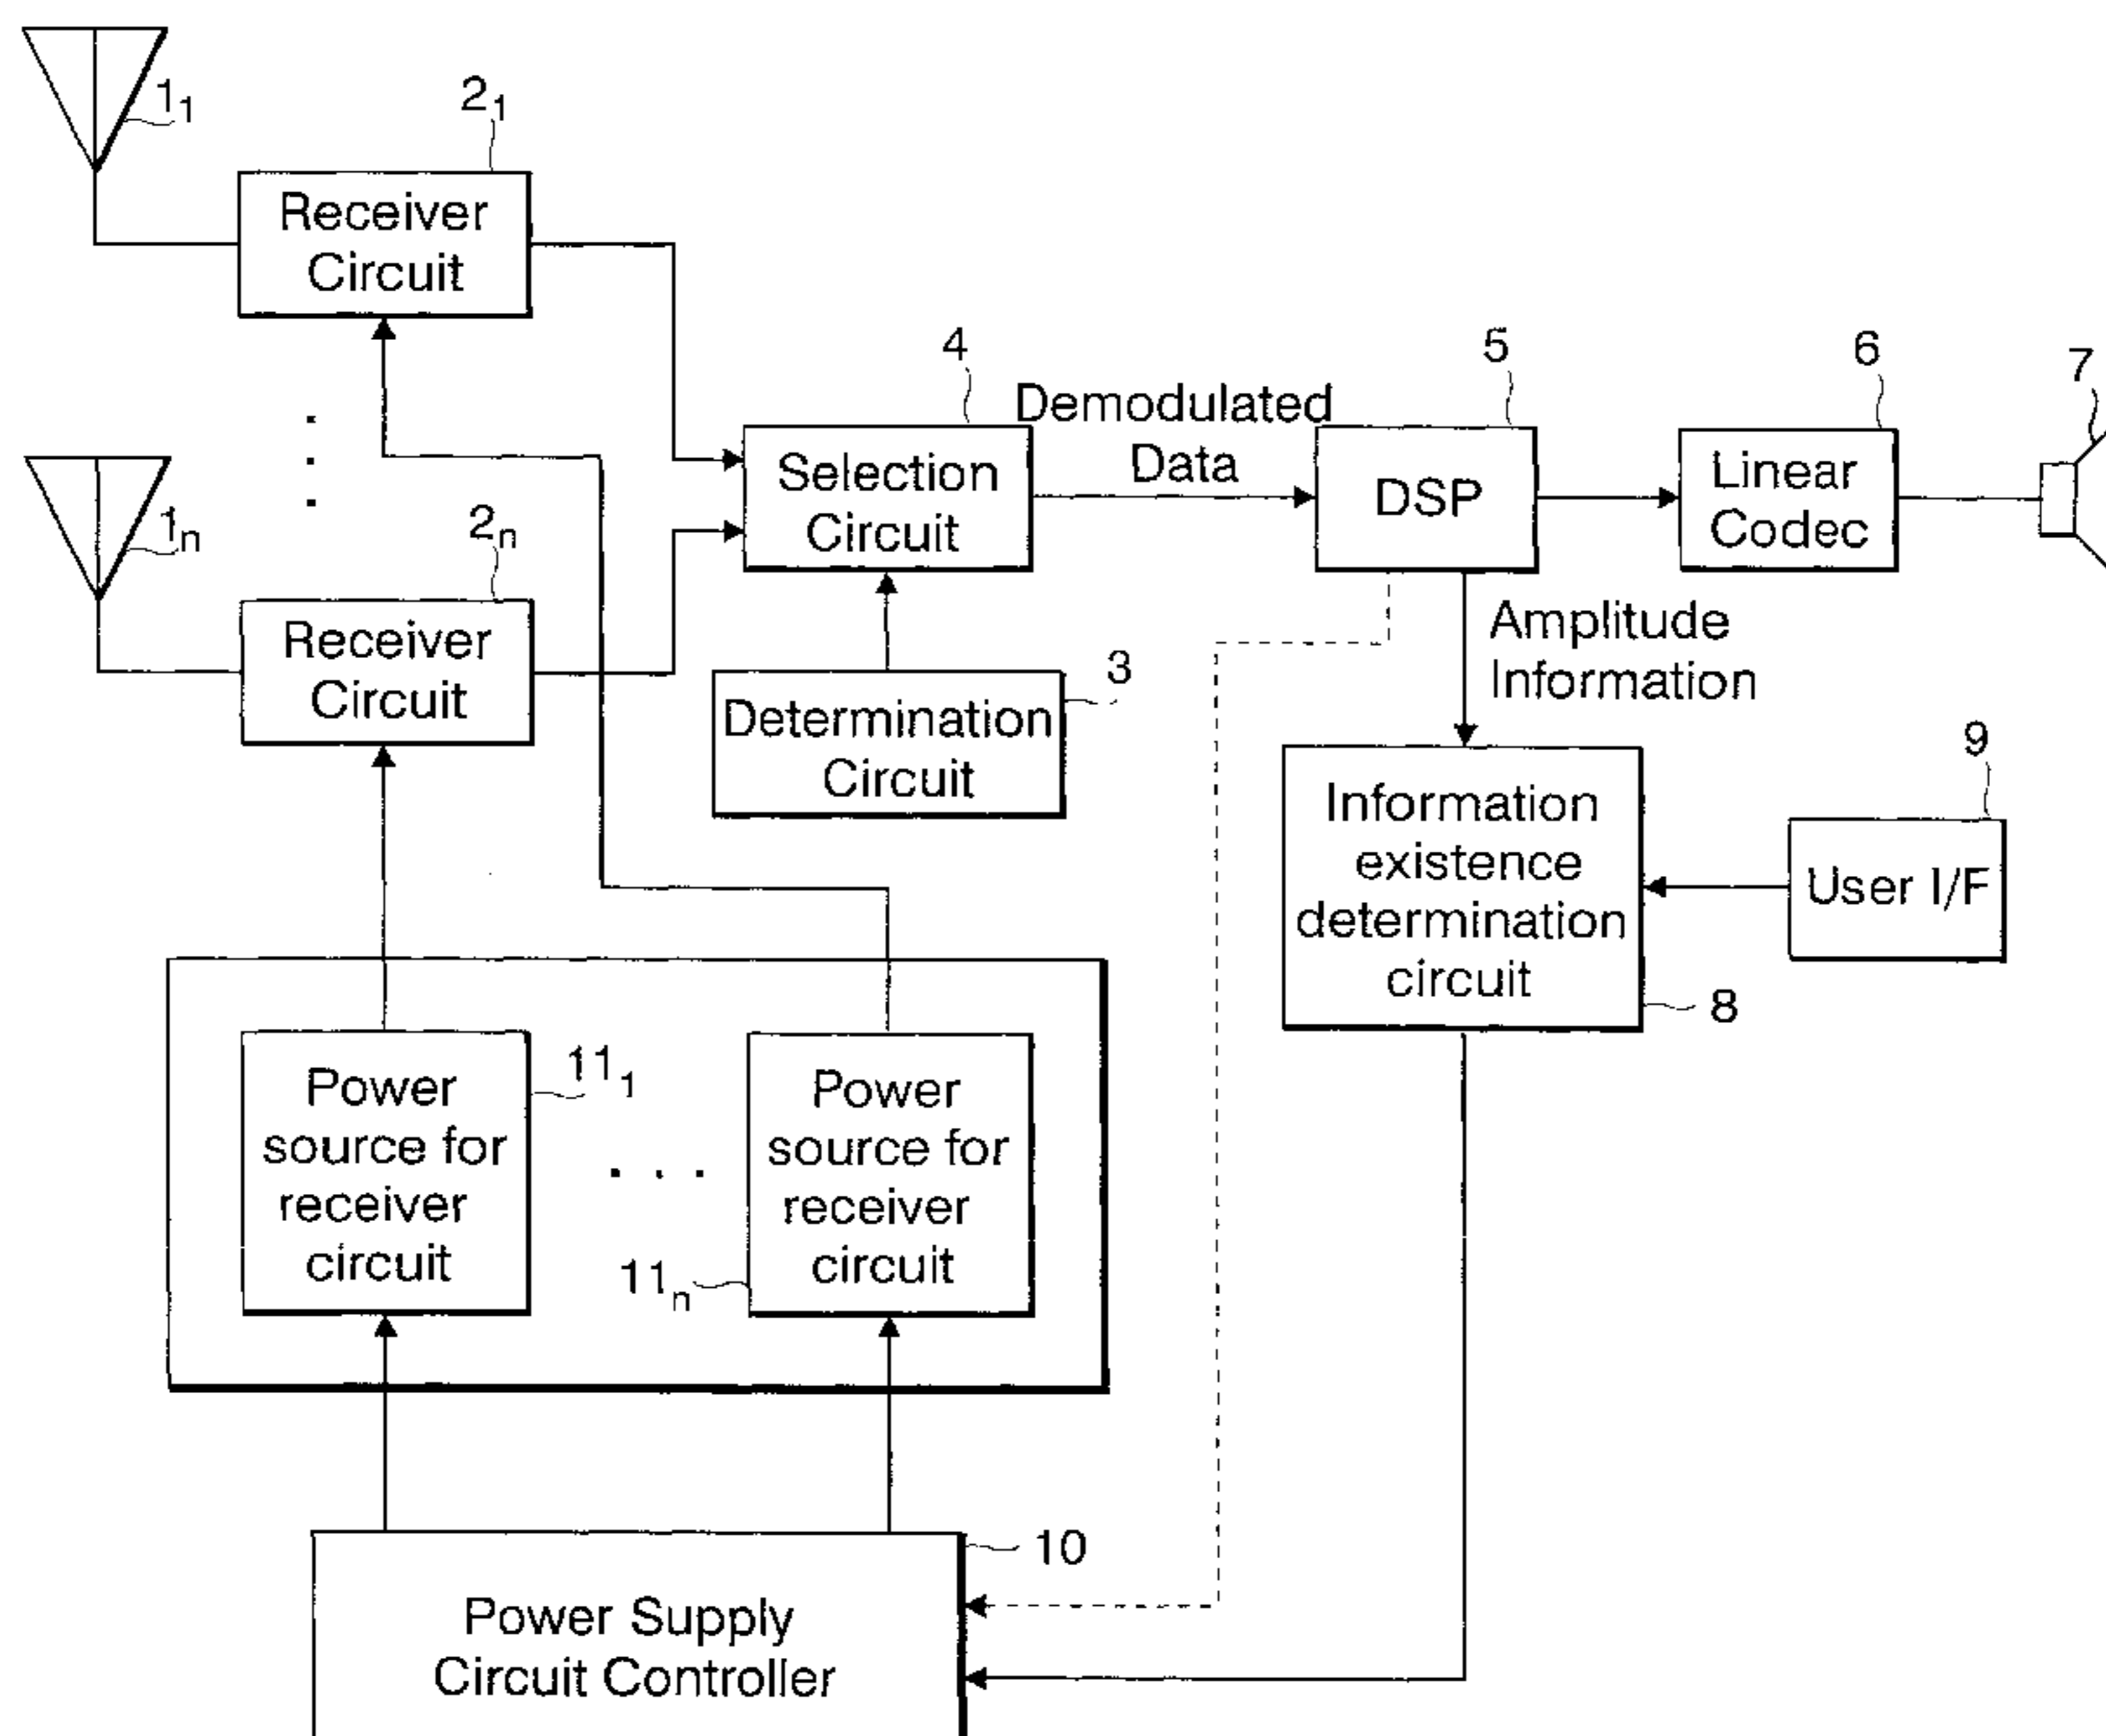 1₁
2₁
Receiver
Circuit
1ₙ
2ₙ
Receiver
Circuit
4
Selection
Circuit
Demodulated
Data
5
DSP
6
Linear
Codec
7
3
Determination
Circuit
Amplitude
Information
Information
existence
determination
circuit
8
9
User I/F
Power
source for
receiver
circuit
11₁
. . .
Power
source for
receiver
circuit
11ₙ
10
Power Supply
Circuit Controller